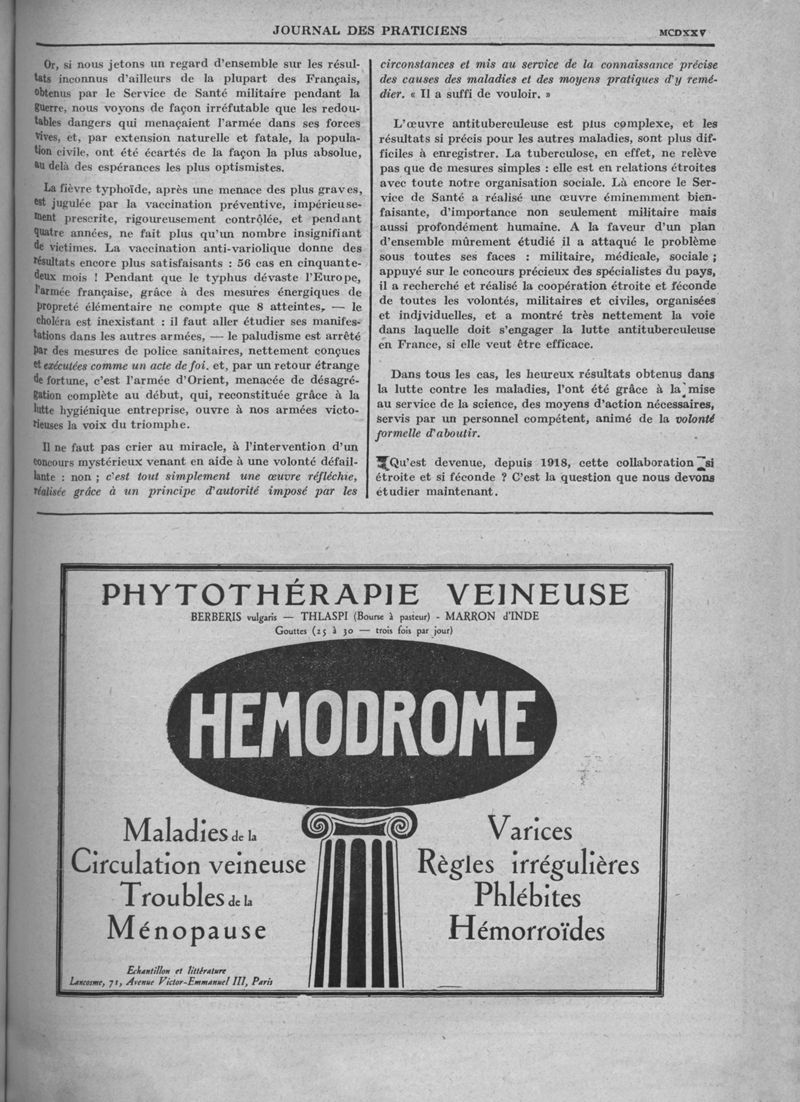 JOURNAL DES PRATICIENS
MCDXXV
Or, si nous jetons un regard d'ensemble sur les résul-
tats inconnus d'ailleurs de la plupart des Français,
obtenus par le Service de Santé militaire pendant la
guerre, nous voyons de façon irréfutable que les redou-
tables dangers qui menaçaient l'armée dans ses forces
vives, et, par extension naturelle et fatale, la popula-
tion civile, ont été écartés de la façon la plus absolue,
au delà des espérances les plus optimistes.
La fièvre typhoïde, après une menace des plus graves,
est jugulée par la vaccination préventive, impérieuse-
ment prescrite, rigoureusement contrôlée, et pendant
quatre années, ne fait plus qu'un nombre insignifiant
de victimes. La vaccination anti-variolique donne des
résultats encore plus satisfaisants : 56 cas en cinquante-
deux mois ! Pendant que le typhus dévaste l'Europe,
l'armée française, grâce à des mesures énergiques de
propreté élémentaire ne compte que 8 atteintes, — le
choléra est inexistant : il faut aller étudier ses manifes-
tations dans les autres armées, — le paludisme est arrêté
par des mesures de police sanitaires, nettement conçues
et exécutées comme un acte de foi. et, par un retour étrange
de fortune, c'est l'armée d'Orient, menacée de désagré-
gation complète au début, qui, reconstituée grâce à la
lutte hygiénique entreprise, ouvre à nos armées victo-
rieuses la voix du triomphe.
Il ne faut pas crier au miracle, à l'intervention d'un
concours mystérieux venant en aide à une volonté défail-
lante : non ; c'est tout simplement une œuvre réfléchie,
réalisée grâce à un principe d'autorité imposé par les
circonstances et mis au service de la connaissance précise
des causes des maladies et des moyens pratiques d'y remé-
dier. « Il a suffi de vouloir. »
L'œuvre antituberculeuse est plus complexe, et les
résultats si précis pour les autres maladies, sont plus dif-
ficiles à enregistrer. La tuberculose, en effet, ne relève
pas que de mesures simples : elle est en relations étroites
avec toute notre organisation sociale. Là encore le Ser-
vice de Santé a réalisé une œuvre éminemment bien-
faisante, d'importance non seulement militaire mais
aussi profondément humaine. A la faveur d'un plan
d'ensemble mûrement étudié il a attaqué le problème
sous toutes ses faces : militaire, médicale, sociale ;
appuyé sur le concours précieux des spécialistes du pays,
il a recherché et réalisé la coopération étroite et féconde
de toutes les volontés, militaires et civiles, organisées
et individuelles, et a montré très nettement la voie
dans laquelle doit s'engager la lutte antituberculeuse
en France, si elle veut être efficace.
Dans tous les cas, les heureux résultats obtenus dans
la lutte contre les maladies, l'ont été grâce à la mise
au service de la science, des moyens d'action nécessaires,
servis par un personnel compétent, animé de la volonté
formelle d'aboutir.
Qu'est devenue, depuis 1918, cette collaboration si
étroite et si féconde ? C'est la question que nous devons
étudier maintenant.
PHYTOTHÉRAPIE VEINEUSE
BERBERIS vulgaris — THLASPI (Bourse à pasteur) - MARRON d'INDE
Gouttes (25 à 30 — trois fois par jour)
HEMODROME
Maladies de la
Circulation veineuse
Troubles de la
Ménopause
Varices
Règles irrégulières
Phlébites
Hémorroïdes
Echantillon et littérature
Lancosme, 71, Avenue Victor-Emmanuel III, Paris